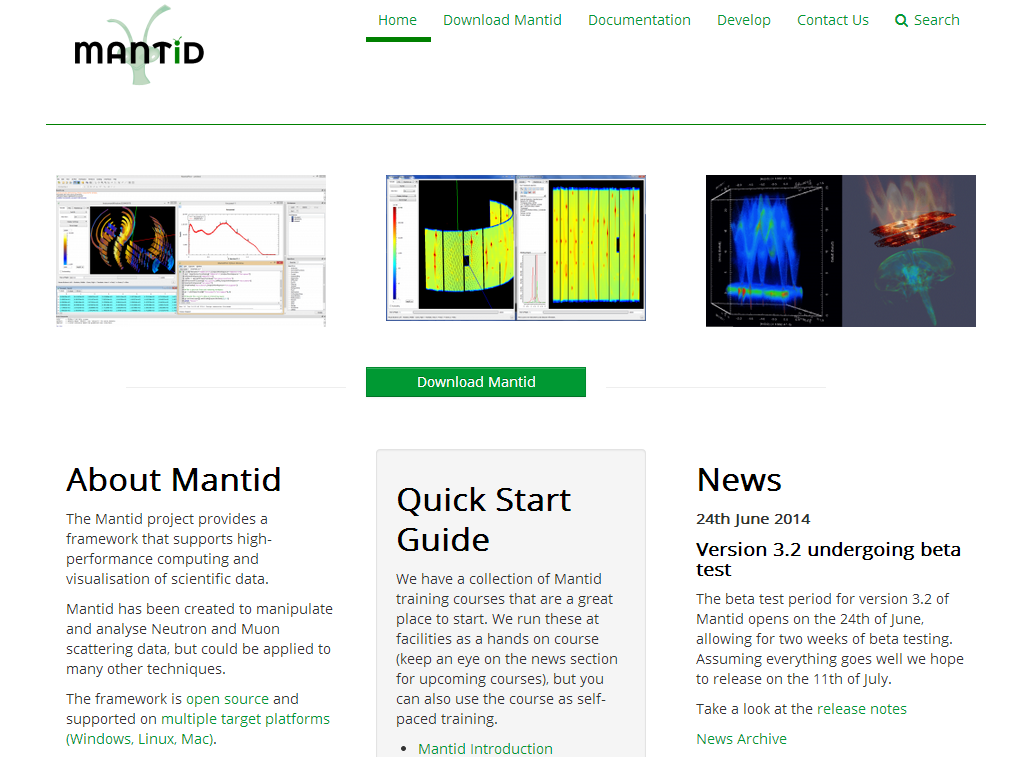 MANTiD
Home
Download Mantid
Documentation
Develop
Contact Us
Search
Download Mantid
About Mantid
The Mantid project provides a
framework that supports high-
performance computing and
visualisation of scientific data.
Mantid has been created to manipulate
and analyse Neutron and Muon
scattering data, but could be applied to
many other techniques.
The framework is open source and
supported on multiple target platforms
(Windows, Linux, Mac).
Quick Start
Guide
We have a collection of Mantid
training courses that are a great
place to start. We run these at
facilities as a hands on course
(keep an eye on the news section
for upcoming courses), but you
can also use the course as self-
paced training.
• Mantid Introduction
News
24th June 2014
Version 3.2 undergoing beta
test
The beta test period for version 3.2 of
Mantid opens on the 24th of June,
allowing for two weeks of beta testing.
Assuming everything goes well we hope
to release on the 11th of July.
Take a look at the release notes
News Archive